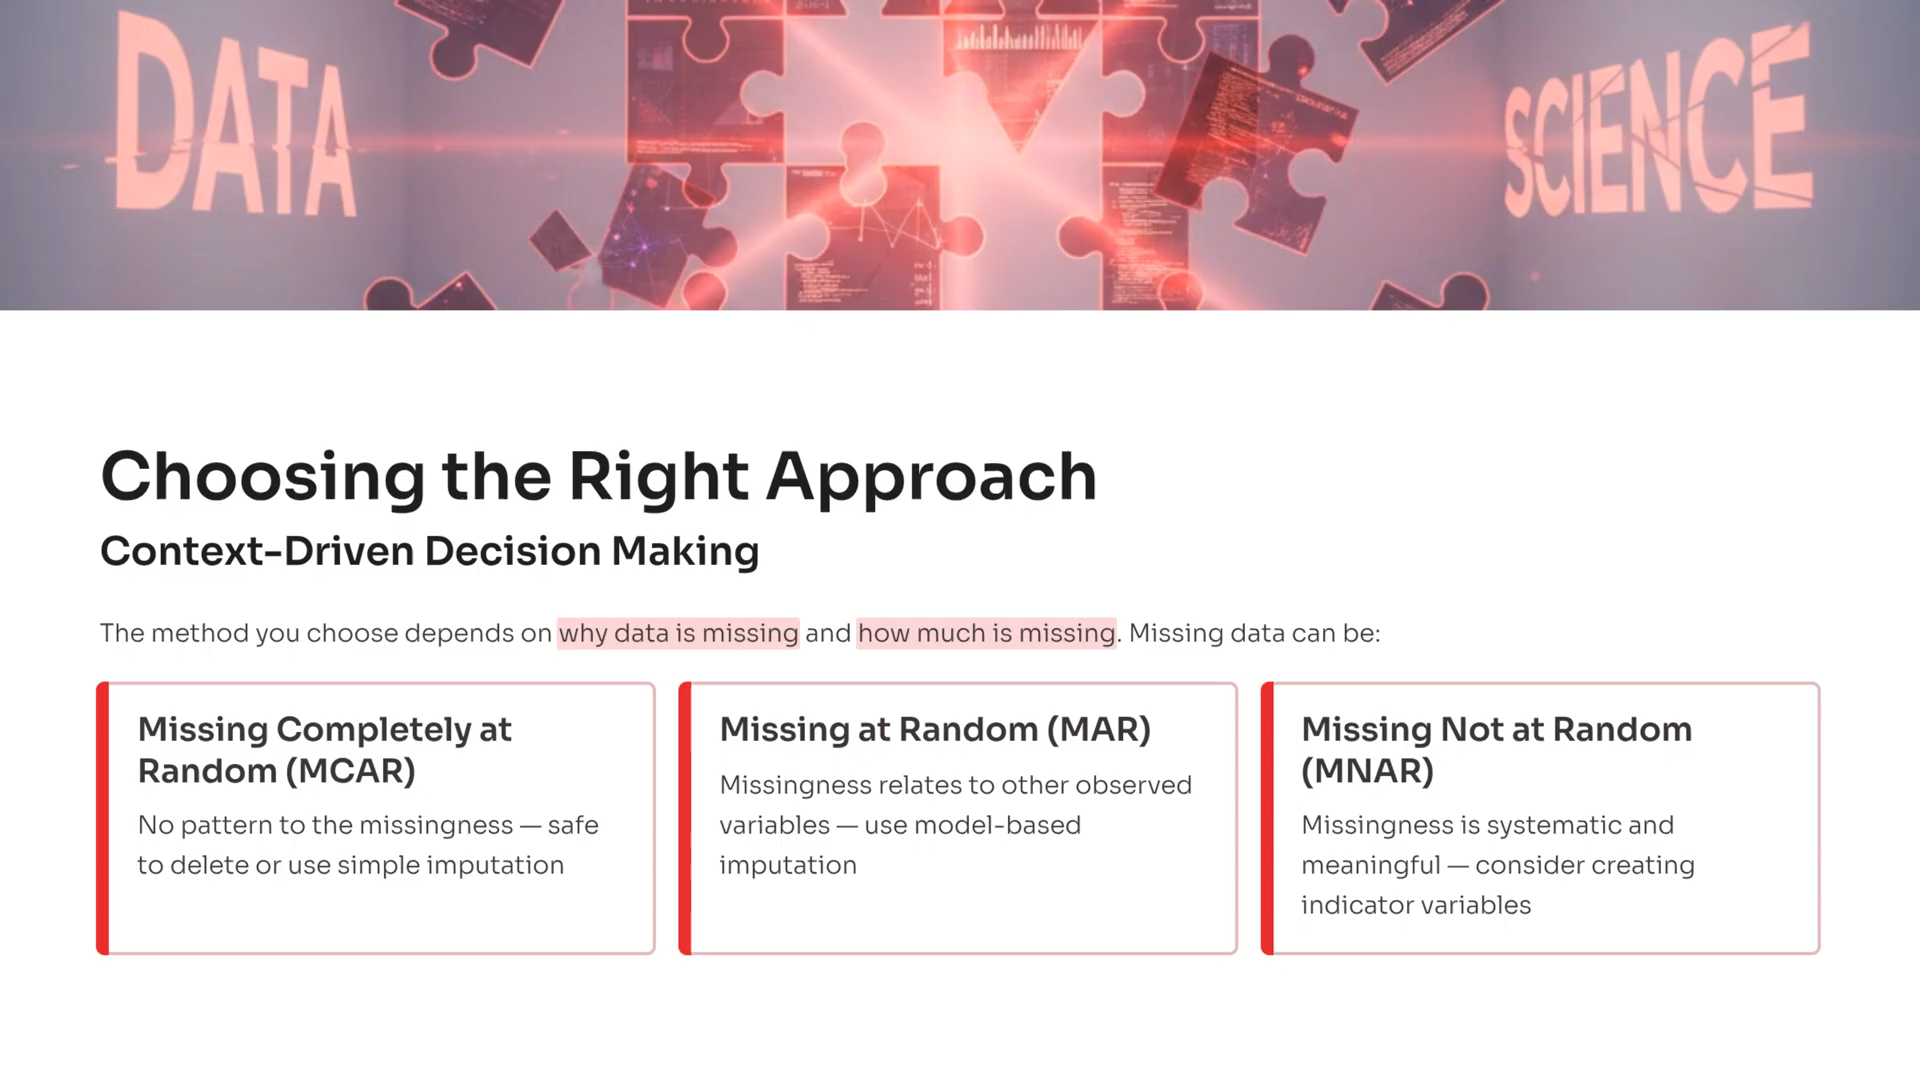 DATA
SCIENCE
Choosing the Right Approach
Context-Driven Decision Making
The method you choose depends on why data is missing and how much is missing. Missing data can be:
Missing Completely at
Random (MCAR)
No pattern to the missingness — safe
to delete or use simple imputation
Missing at Random (MAR)
Missingness relates to other observed
variables — use model-based
imputation
Missing Not at Random
(MNAR)
Missingness is systematic and
meaningful — consider creating
indicator variables